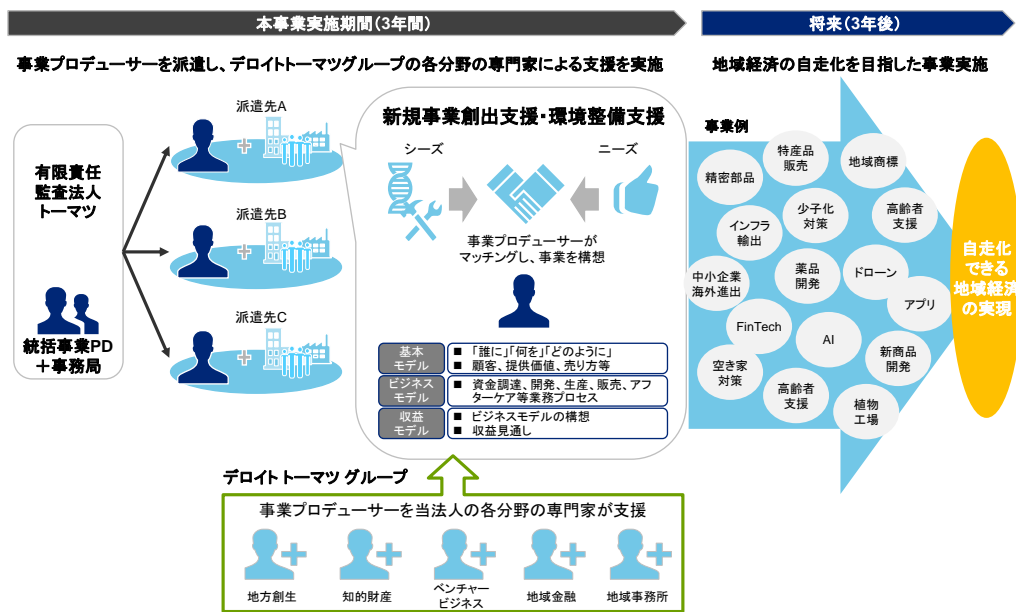 本事業実施期間(3年間)
将来(3年後)
事業プロデューサーを派遣し、デロイトトーマツグループの各分野の専門家による支援を実施
地域経済の自走化を目指した事業実施
有限責任
監査法人
トーマツ
統括事業PD
+事務局
派遣先A
派遣先B
派遣先C
新規事業創出支援・環境整備支援
シーズ
ニーズ
事業プロデューサーが
マッチングし、事業を構想
基本
モデル
■ 「誰に」「何を」「どのように」
■ 顧客、提供価値、売り方等
ビジネス
モデル
■ 資金調達、開発、生産、販売、アフ
ターケア等業務プロセス
収益
モデル
■ ビジネスモデルの構想
■ 収益見通し
デロイト トーマツ グループ
事業プロデューサーを当法人の各分野の専門家が支援
地方創生
知的財産
ベンチャー
ビジネス
地域金融
地域事務所
事業例
精密部品
特産品
販売
地域商標
インフラ
輸出
少子化
対策
高齢者
支援
中小企業
海外進出
薬品
開発
ドローン
アプリ
FinTech
AI
新商品
開発
空き家
対策
高齢者
支援
植物
工場
自走化
できる
地域経済
の実現